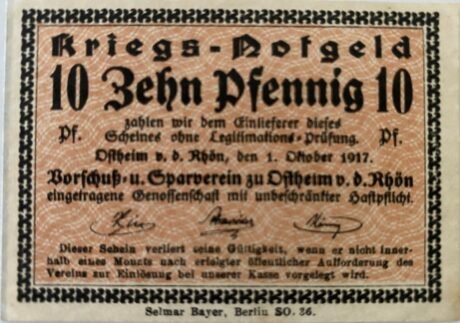 Kriegs-Notgeld
10 Zehn Pfennig 10
Pf. zahlen wir dem Einlieferer dieses Pf.
Scheines ohne Legitimations-Prüfung.
Ostheim v. d. Rhön, den 1. Oktober 1917.
Vorschuß- u. Sparverein zu Ostheim v. d. Rhön
eingetragene Genossenschaft mit unbeschränkter Haftpflicht.
Dieser Schein verliert seine Gültigkeit, wenn er nicht inner-
halb eines Monats nach erfolgter öffentlicher Aufforderung des
Vereins zur Einlösung bei unserer Kasse vorgelegt wird.
Selmar Bayer, Berlin SO. 36.